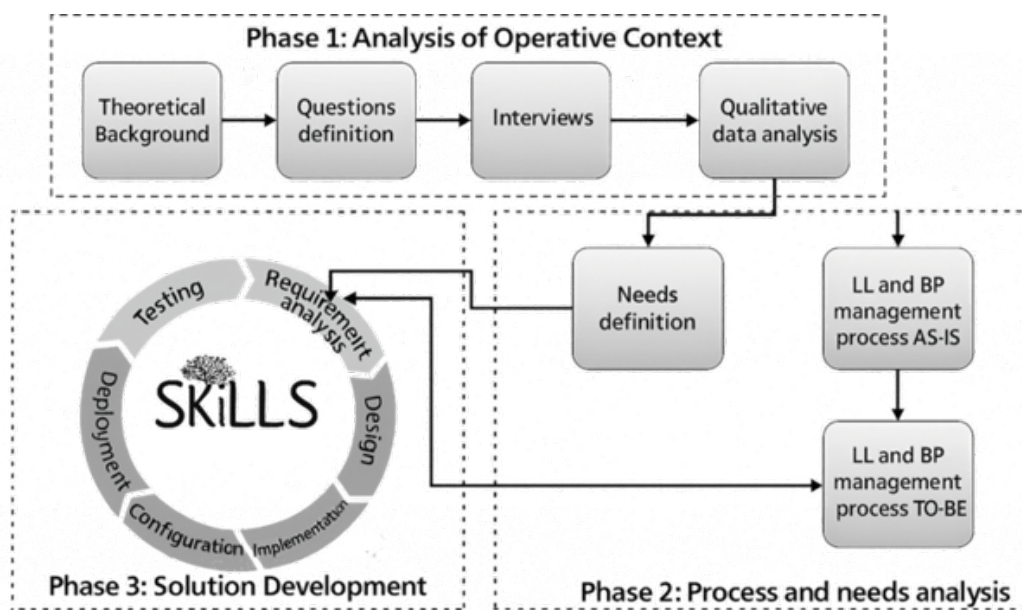 Phase 1: Analysis of Operative Context
Theoretical
Background
Questions
definition
Interviews
Qualitative
data analysis
Needs
definition
LL and BP
management
process AS-IS
LL and BP
management
process TO-BE
Testing
Requiremeirt
analysis
Design
Implementation
Configuration
Deployment
SKiLLS
Phase 3: Solution Development
Phase 2: Process and needs analysis